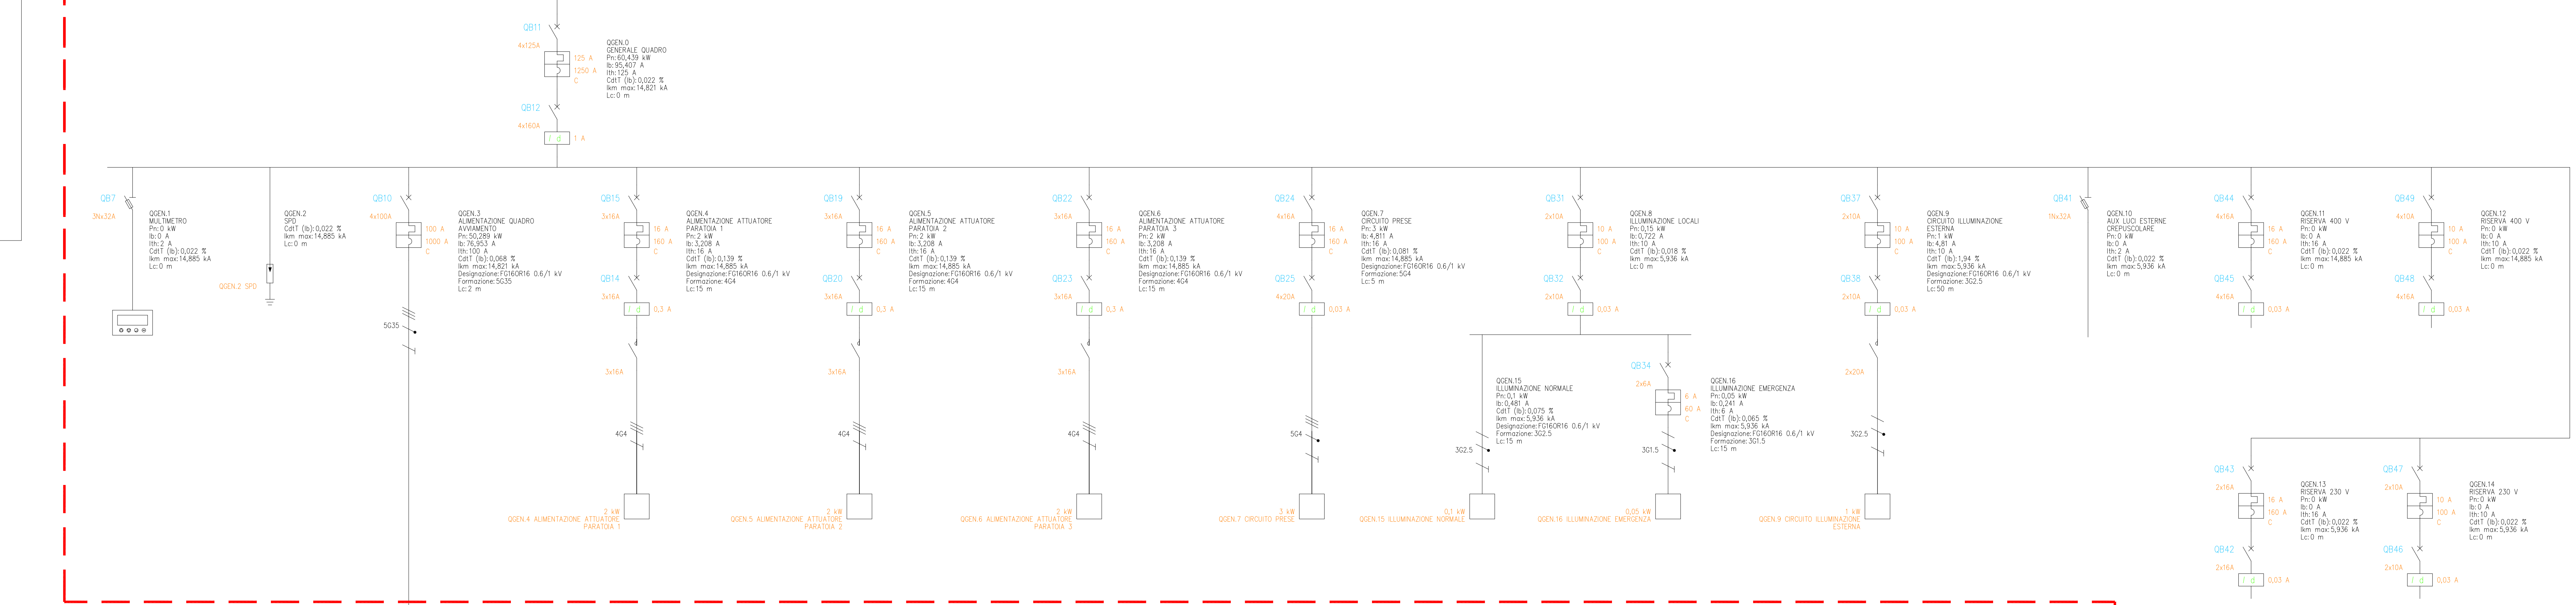 QB11
4x125A
125 A
1250 A
C
QGEN.0
GENERALE QUADRO
Pn: 60,439 kW
Ib: 95,407 A
Ith: 125 A
CdtT (Ib): 0,022 %
Ikm max: 14,821 kA
Lc: 0 m
QB12
4x160A
I d
1 A
QB7
3Nx32A
QGEN.1
MULTIMETRO
Pn: 0 kW
Ib: 0 A
Ith: 2 A
CdtT (Ib): 0,022 %
Ikm max: 14,885 kA
Lc: 0 m
QGEN.2
SPD
CdtT (Ib): 0,022 %
Ikm max: 14,885 kA
Lc: 0 m
QGEN.2 SPD
QB10
4x100A
100 A
1000 A
C
QGEN.3
ALIMENTAZIONE QUADRO
AVVIAMENTO
Pn: 50,289 kW
Ib: 76,953 A
Ith: 100 A
CdtT (Ib): 0,068 %
Ikm max: 14,821 kA
Designazione: FG16OR16 0.6/1 kV
Formazione: 5G35
Lc: 2 m
5G35
QB15
3x16A
16 A
160 A
C
QGEN.4
ALIMENTAZIONE ATTUATORE
PARATOIA 1
Pn: 2 kW
Ib: 3,208 A
Ith: 16 A
CdtT (Ib): 0,139 %
Ikm max: 14,885 kA
Designazione: FG16OR16 0.6/1 kV
Formazione: 4G4
Lc: 15 m
QB14
3x16A
I d
0,3 A
3x16A
4G4
2 kW
QGEN.4 ALIMENTAZIONE ATTUATORE
PARATOIA 1
QB19
3x16A
16 A
160 A
C
QGEN.5
ALIMENTAZIONE ATTUATORE
PARATOIA 2
Pn: 2 kW
Ib: 3,208 A
Ith: 16 A
CdtT (Ib): 0,139 %
Ikm max: 14,885 kA
Designazione: FG16OR16 0.6/1 kV
Formazione: 4G4
Lc: 15 m
QB20
3x16A
I d
0,3 A
3x16A
4G4
2 kW
QGEN.5 ALIMENTAZIONE ATTUATORE
PARATOIA 2
QB22
3x16A
16 A
160 A
C
QGEN.6
ALIMENTAZIONE ATTUATORE
PARATOIA 3
Pn: 2 kW
Ib: 3,208 A
Ith: 16 A
CdtT (Ib): 0,139 %
Ikm max: 14,885 kA
Designazione: FG16OR16 0.6/1 kV
Formazione: 4G4
Lc: 15 m
QB23
3x16A
I d
0,3 A
3x16A
4G4
2 kW
QGEN.6 ALIMENTAZIONE ATTUATORE
PARATOIA 3
QB24
4x16A
16 A
160 A
C
QGEN.7
CIRCUITO PRESE
Pn: 3 kW
Ib: 4,811 A
Ith: 16 A
CdtT (Ib): 0,081 %
Ikm max: 14,885 kA
Designazione: FG16OR16 0.6/1 kV
Formazione: 5G4
Lc: 5 m
QB25
4x20A
I d
0,03 A
5G4
3 kW
QGEN.7 CIRCUITO PRESE
QB31
2x10A
10 A
100 A
C
QGEN.8
ILLUMINAZIONE LOCALI
Pn: 0,15 kW
Ib: 0,722 A
Ith: 10 A
CdtT (Ib): 0,018 %
Ikm max: 5,936 kA
Lc: 0 m
QB32
2x10A
I d
0,03 A
QGEN.15
ILLUMINAZIONE NORMALE
Pn: 0,1 kW
Ib: 0,481 A
CdtT (Ib): 0,075 %
Ikm max: 5,936 kA
Designazione: FG16OR16 0.6/1 kV
Formazione: 3G2.5
Lc: 15 m
3G2.5
0,1 kW
QGEN.15 ILLUMINAZIONE NORMALE
QB34
2x6A
6 A
60 A
C
QGEN.16
ILLUMINAZIONE EMERGENZA
Pn: 0,05 kW
Ib: 0,241 A
Ith: 6 A
CdtT (Ib): 0,065 %
Ikm max: 5,936 kA
Designazione: FG16OR16 0.6/1 kV
Formazione: 3G1.5
Lc: 15 m
3G1.5
0,05 kW
QGEN.16 ILLUMINAZIONE EMERGENZA
QB37
2x10A
10 A
100 A
C
QGEN.9
CIRCUITO ILLUMINAZIONE
ESTERNA
Pn: 1 kW
Ib: 4,81 A
Ith: 10 A
CdtT (Ib): 1,94 %
Ikm max: 5,936 kA
Designazione: FG16OR16 0.6/1 kV
Formazione: 3G2.5
Lc: 50 m
QB38
2x10A
I d
0,03 A
2x20A
3G2.5
1 kW
QGEN.9 CIRCUITO ILLUMINAZIONE
ESTERNA
QB41
1Nx32A
QGEN.10
AUX LUCI ESTERNE
CREPUSCOLARE
Pn: 0 kW
Ib: 0 A
Ith: 2 A
CdtT (Ib): 0,022 %
Ikm max: 5,936 kA
Lc: 0 m
QB44
4x16A
16 A
160 A
C
QGEN.11
RISERVA 400 V
Pn: 0 kW
Ib: 0 A
Ith: 16 A
CdtT (Ib): 0,022 %
Ikm max: 14,885 kA
Lc: 0 m
QB45
4x16A
I d
0,03 A
QB49
4x10A
10 A
100 A
C
QGEN.12
RISERVA 400 V
Pn: 0 kW
Ib: 0 A
Ith: 10 A
CdtT (Ib): 0,022 %
Ikm max: 14,885 kA
Lc: 0 m
QB48
4x16A
I d
0,03 A
QB43
2x16A
16 A
160 A
C
QGEN.13
RISERVA 230 V
Pn: 0 kW
Ib: 0 A
Ith: 16 A
CdtT (Ib): 0,022 %
Ikm max: 5,936 kA
Lc: 0 m
QB42
2x16A
I d
0,03 A
QB47
2x10A
10 A
100 A
C
QGEN.14
RISERVA 230 V
Pn: 0 kW
Ib: 0 A
Ith: 10 A
CdtT (Ib): 0,022 %
Ikm max: 5,936 kA
Lc: 0 m
QB46
2x10A
I d
0,03 A